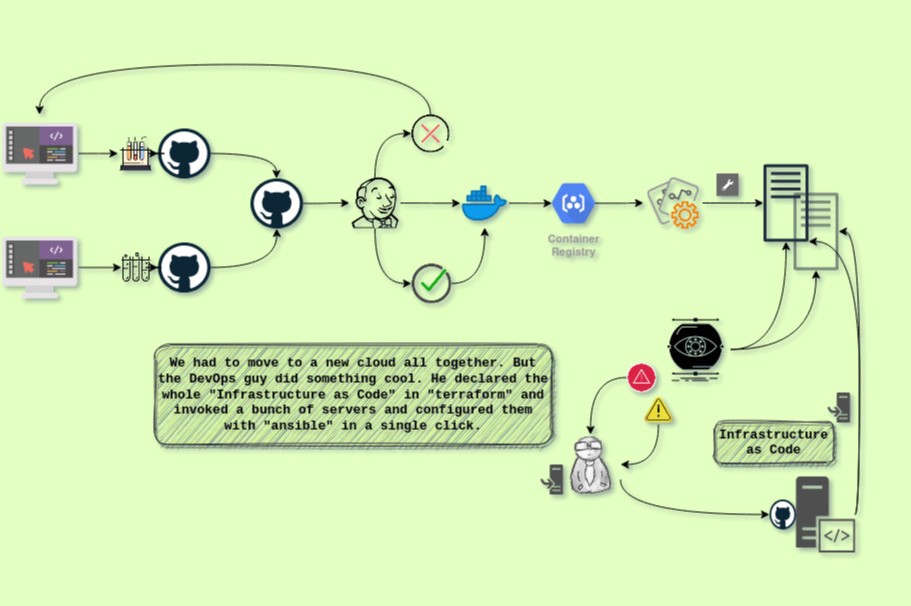 Container
Registry
We had to move to a new cloud all together. But
the DevOps guy did something cool. He declared the
whole "Infrastructure as Code" in "terraform" and
invoked a bunch of servers and configured them
with "ansible" in a single click.
Infrastructure
as Code